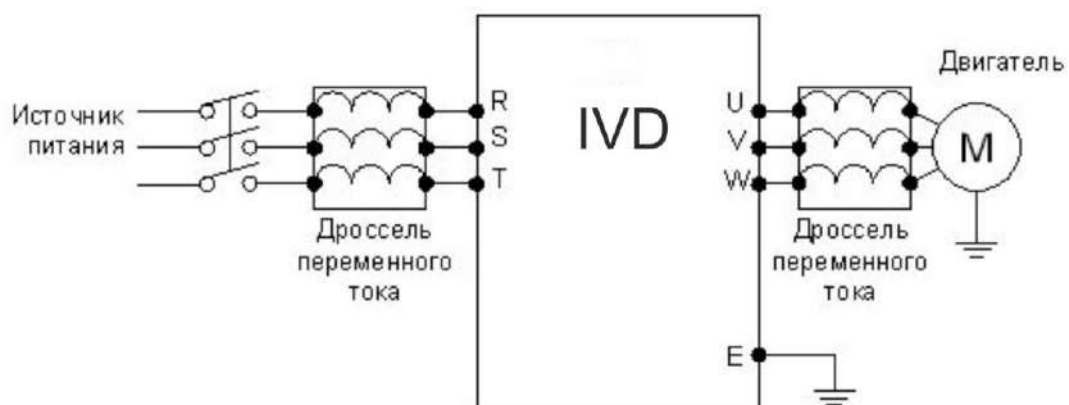 Источник
питания
R
S
T
Дроссель
переменного
тока
IVD
U
V
W
E
Дроссель
переменного
тока
Двигатель
M